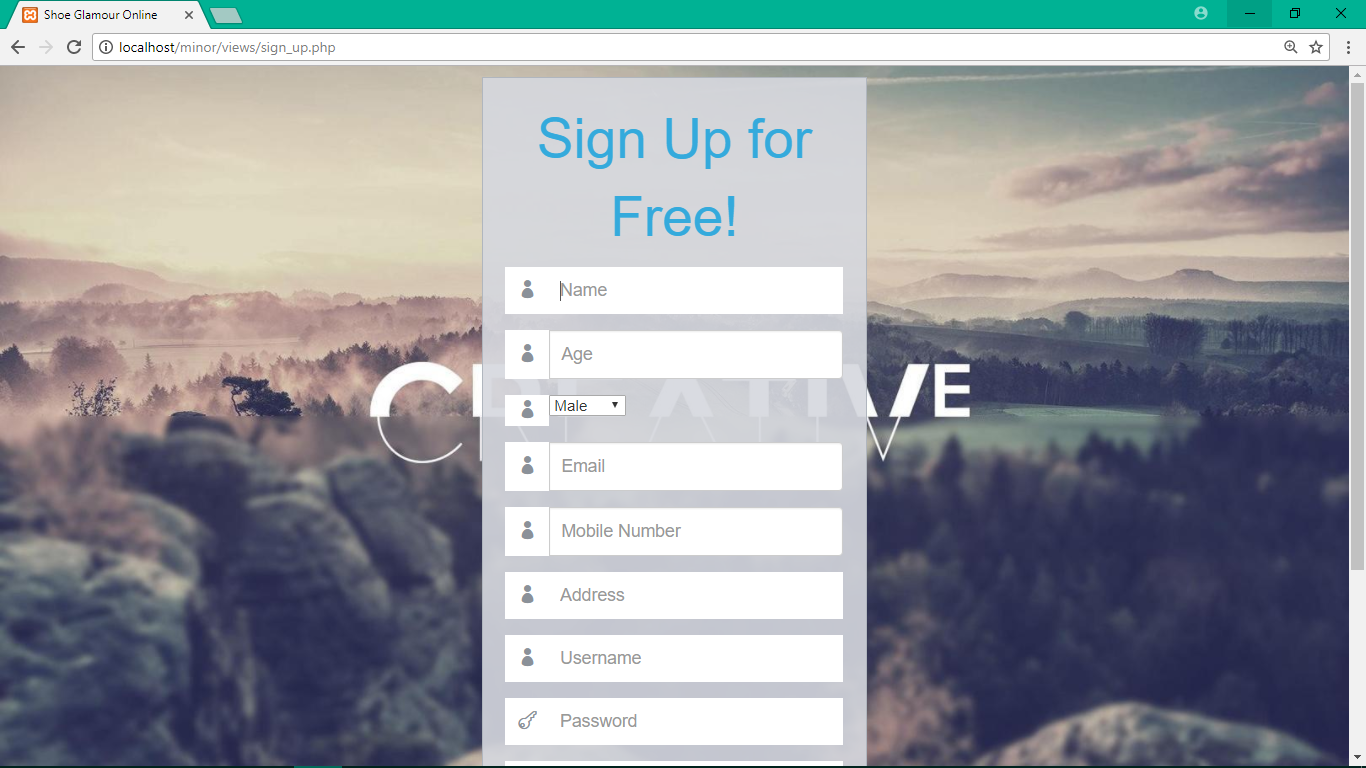 Shoe Glamour Online
localhost/minor/views/sign_up.php
Sign Up for
Free!
Name
Age
CREATIVE
Male
Email
Mobile Number
Address
Username
Password